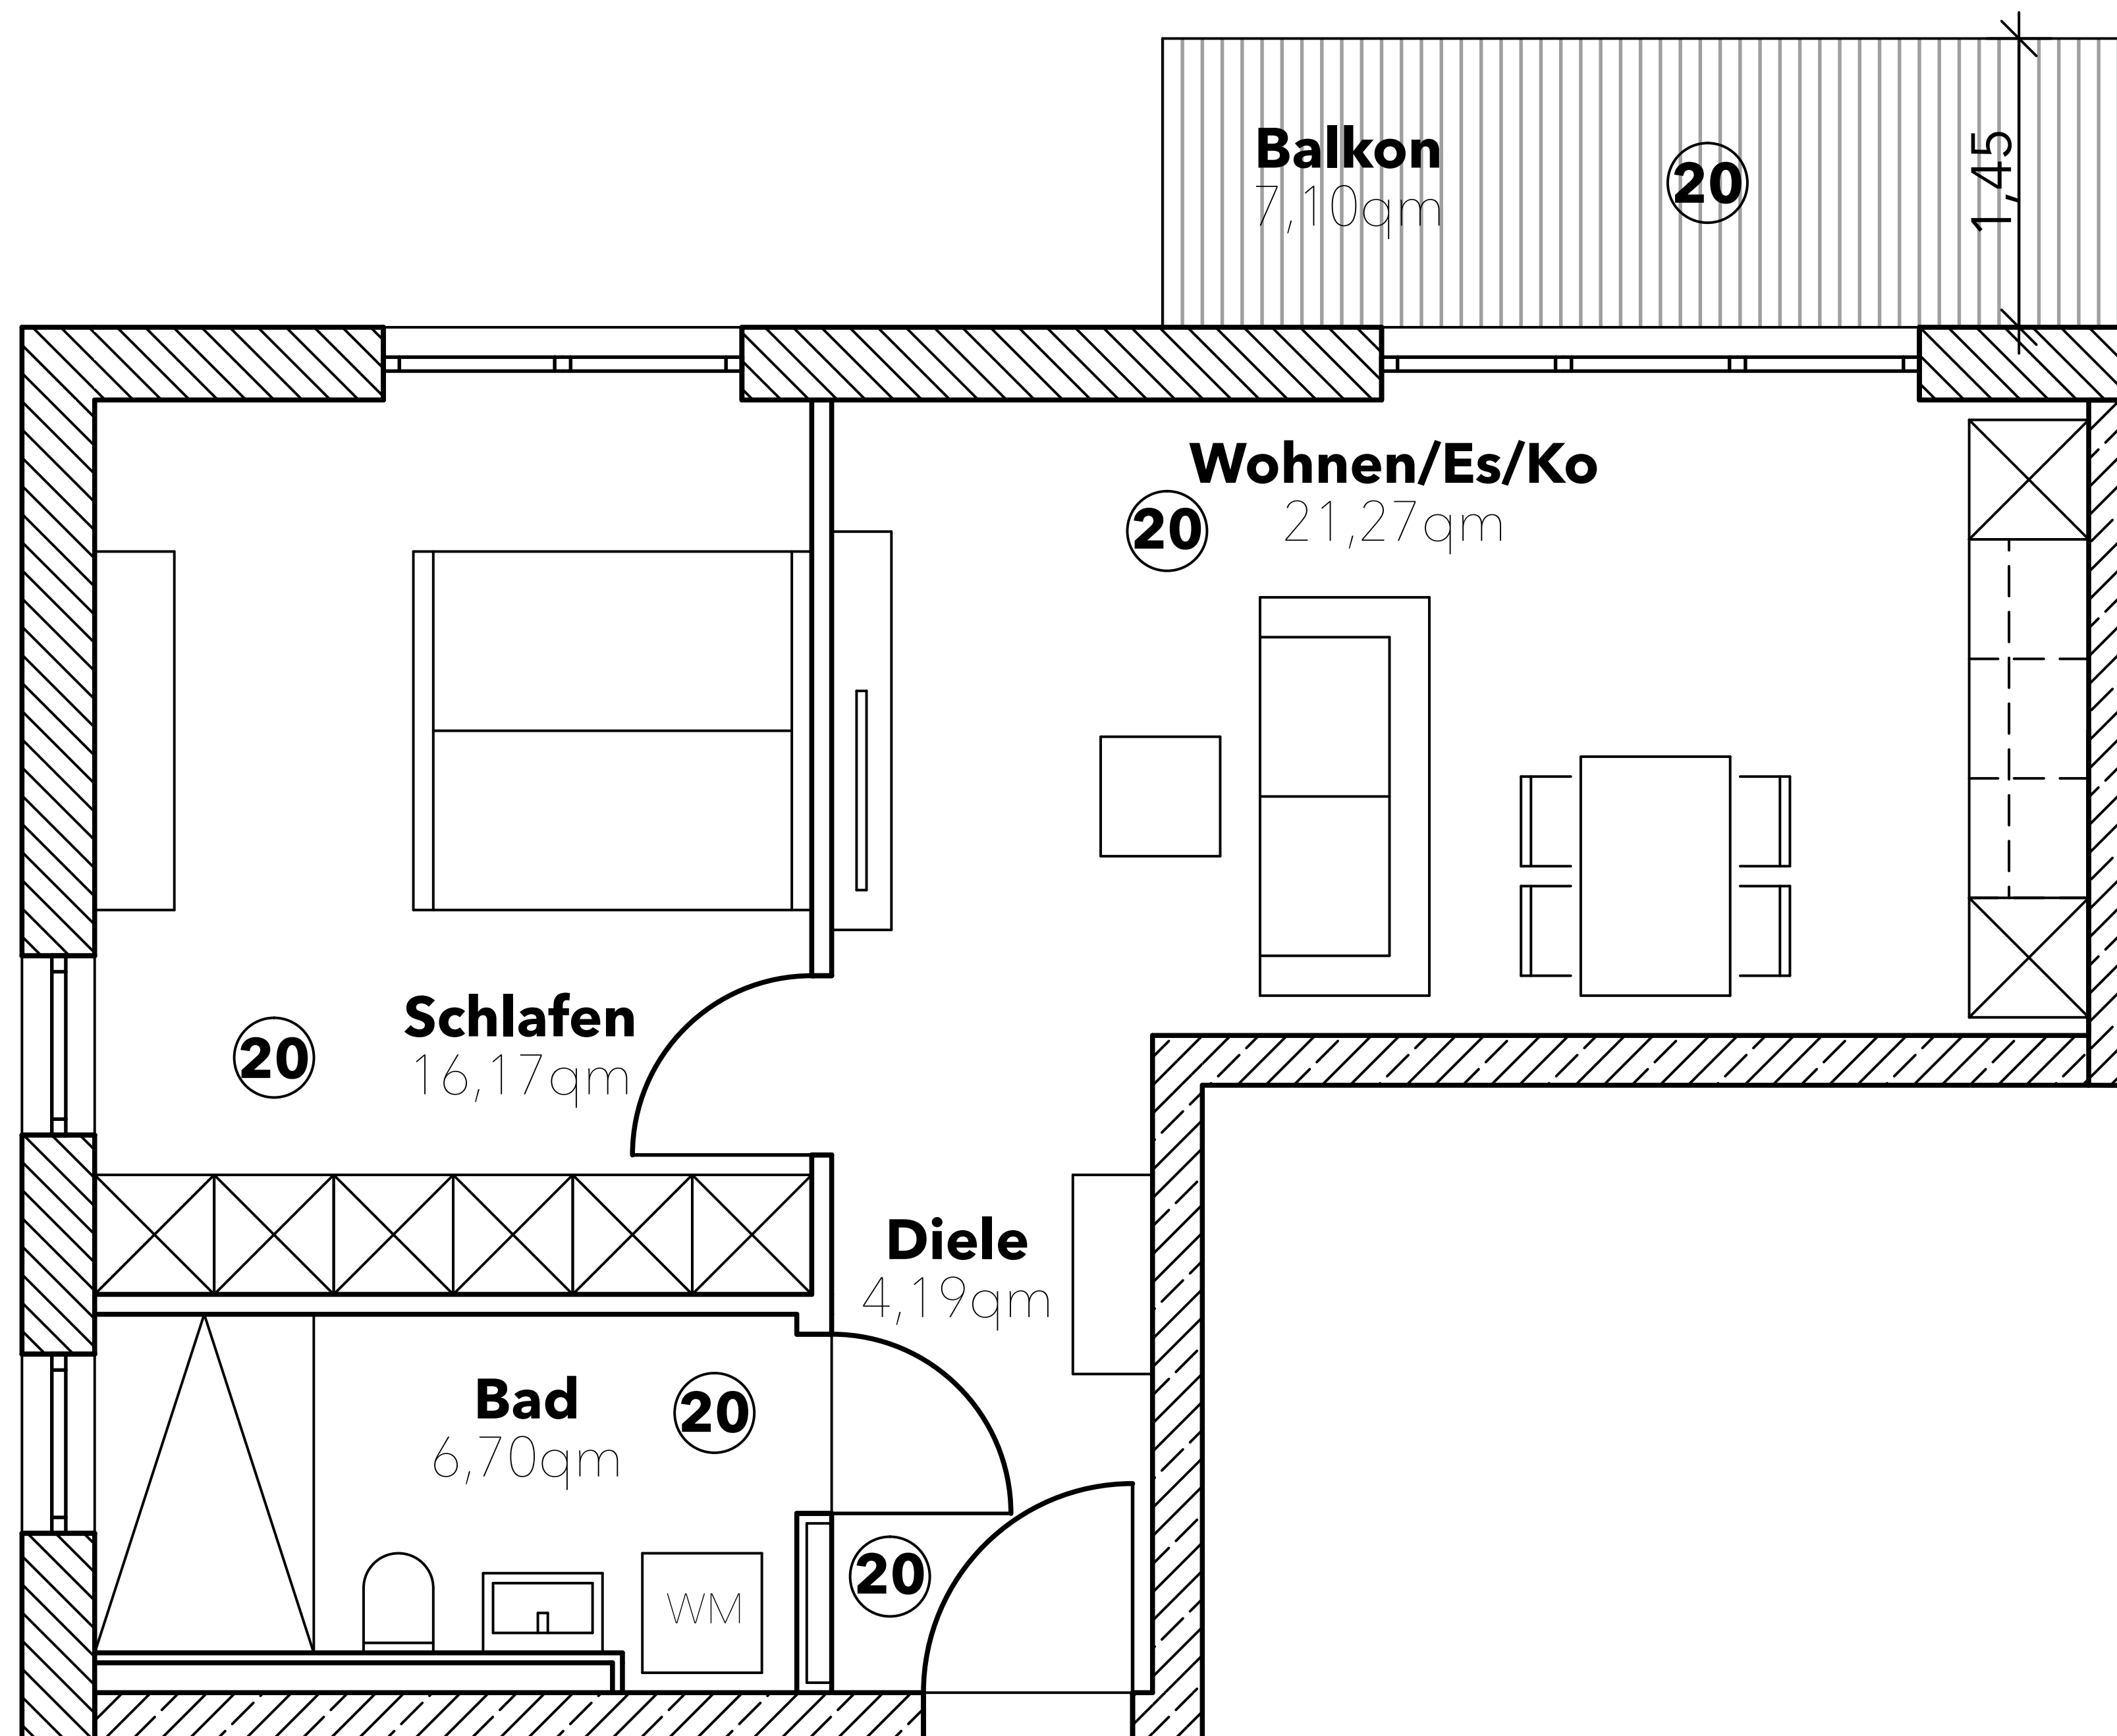 Balkon
7,10qm
20
1,45
Wohnen/Es/Ko
21,27qm
20
Schlafen
16,17qm
20
Diele
4,19qm
Bad
6,70qm
20
WM
20